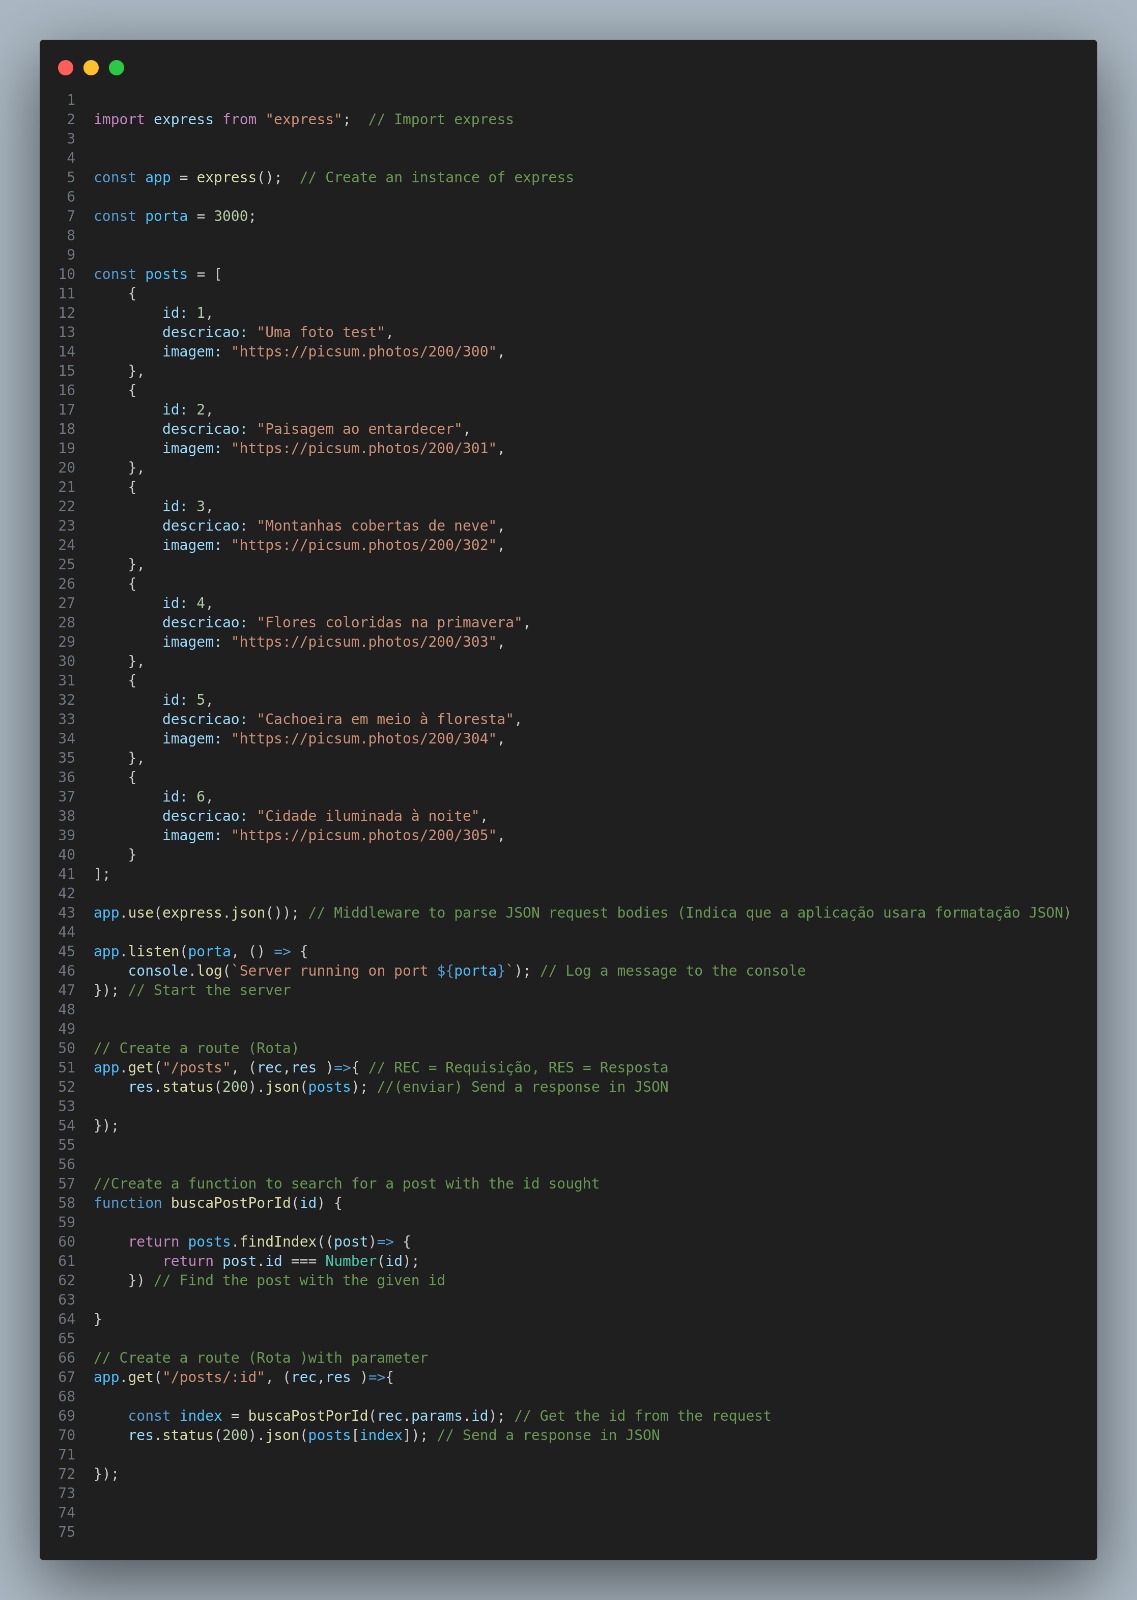 1
2 import express from "express";  // Import express
3
4
5 const app = express();  // Create an instance of express
6
7 const porta = 3000;
8
9
10 const posts = [
11     {
12         id: 1,
13         descricao: "Uma foto test",
14         imagem: "https://picsum.photos/200/300",
15     },
16     {
17         id: 2,
18         descricao: "Paisagem ao entardecer",
19         imagem: "https://picsum.photos/200/301",
20     },
21     {
22         id: 3,
23         descricao: "Montanhas cobertas de neve",
24         imagem: "https://picsum.photos/200/302",
25     },
26     {
27         id: 4,
28         descricao: "Flores coloridas na primavera",
29         imagem: "https://picsum.photos/200/303",
30     },
31     {
32         id: 5,
33         descricao: "Cachoeira em meio à floresta",
34         imagem: "https://picsum.photos/200/304",
35     },
36     {
37         id: 6,
38         descricao: "Cidade iluminada à noite",
39         imagem: "https://picsum.photos/200/305",
40     }
41 ];
42
43 app.use(express.json()); // Middleware to parse JSON request bodies (Indica que a aplicação usara formatação JSON)
44
45 app.listen(porta, () => {
46     console.log(`Server running on port ${porta}`); // Log a message to the console
47 }); // Start the server
48
49
50 // Create a route (Rota)
51 app.get("/posts", (rec,res )=>{ // REC = Requisição, RES = Resposta
52     res.status(200).json(posts); //(enviar) Send a response in JSON
53
54 });
55
56
57 //Create a function to search for a post with the id sought
58 function buscaPostPorId(id) {
59
60     return posts.findIndex((post)=> {
61         return post.id === Number(id);
62     }) // Find the post with the given id
63
64 }
65
66 // Create a route (Rota )with parameter
67 app.get("/posts/:id", (rec,res )=>{
68
69     const index = buscaPostPorId(rec.params.id); // Get the id from the request
70     res.status(200).json(posts[index]); // Send a response in JSON
71
72 });
73
74
75